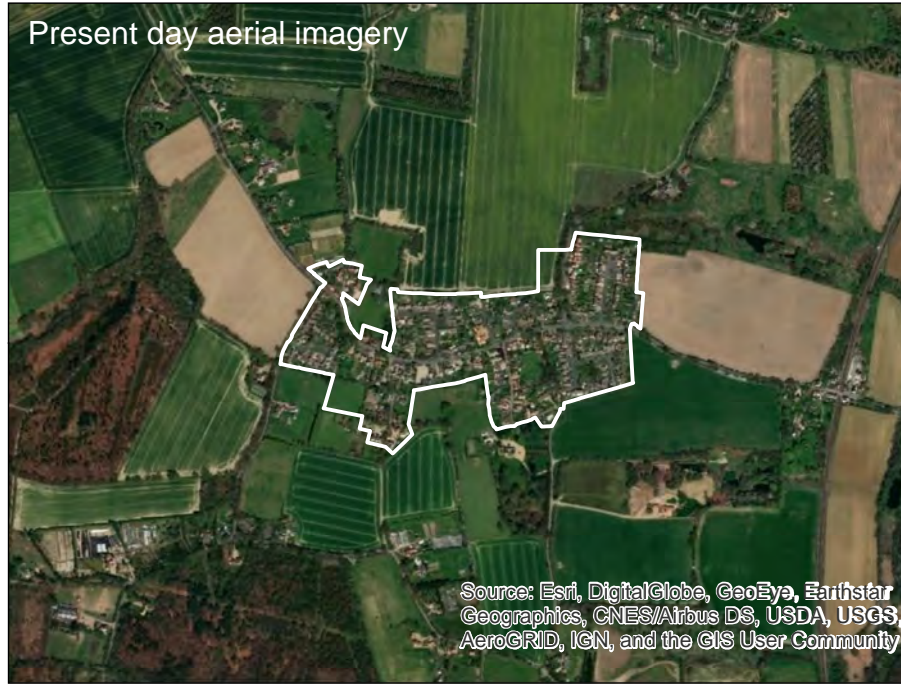 Present day aerial imagery
Source: Esri, DigitalGlobe, GeoEye, Earthstar
Geographics, CNES/Airbus DS, USDA, USGS,
AeroGRID, IGN, and the GIS User Community